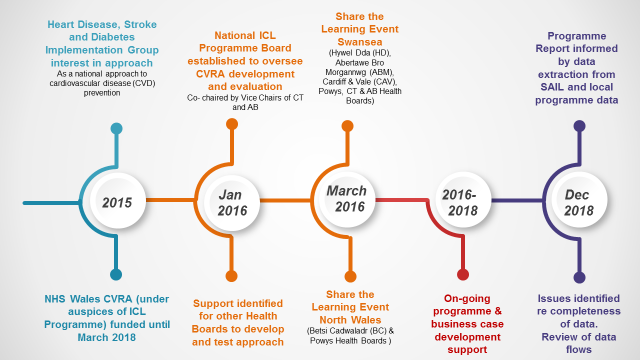 Heart Disease, Stroke
and Diabetes
Implementation Group
interest in approach
As a national approach to
cardiovascular disease (CVD)
prevention
National ICL
Programme Board
established to oversee
CVRA development
and evaluation
Co- chaired by Vice Chairs of CT
and AB
Share the
Learning Event
Swansea
(Hywel Dda (HD),
Abertawe Bro
Morgannwg (ABM),
Cardiff & Vale (CAV),
Powys, CT & AB Health
Boards)
Programme
Report informed
by data
extraction from
SAIL and local
programme data
2015
Jan
2016
March
2016
2016-
2018
Dec
2018
NHS Wales CVRA (under
auspices of ICL
Programme) funded until
March 2018
Support identified
for other Health
Boards to develop
and test approach
Share the
Learning Event
North Wales
(Betsi Cadwaladr (BC) &
Powys Health Boards )
On-going
programme &
business case
development
support
Issues identified
re completeness
of data.
Review of data
flows